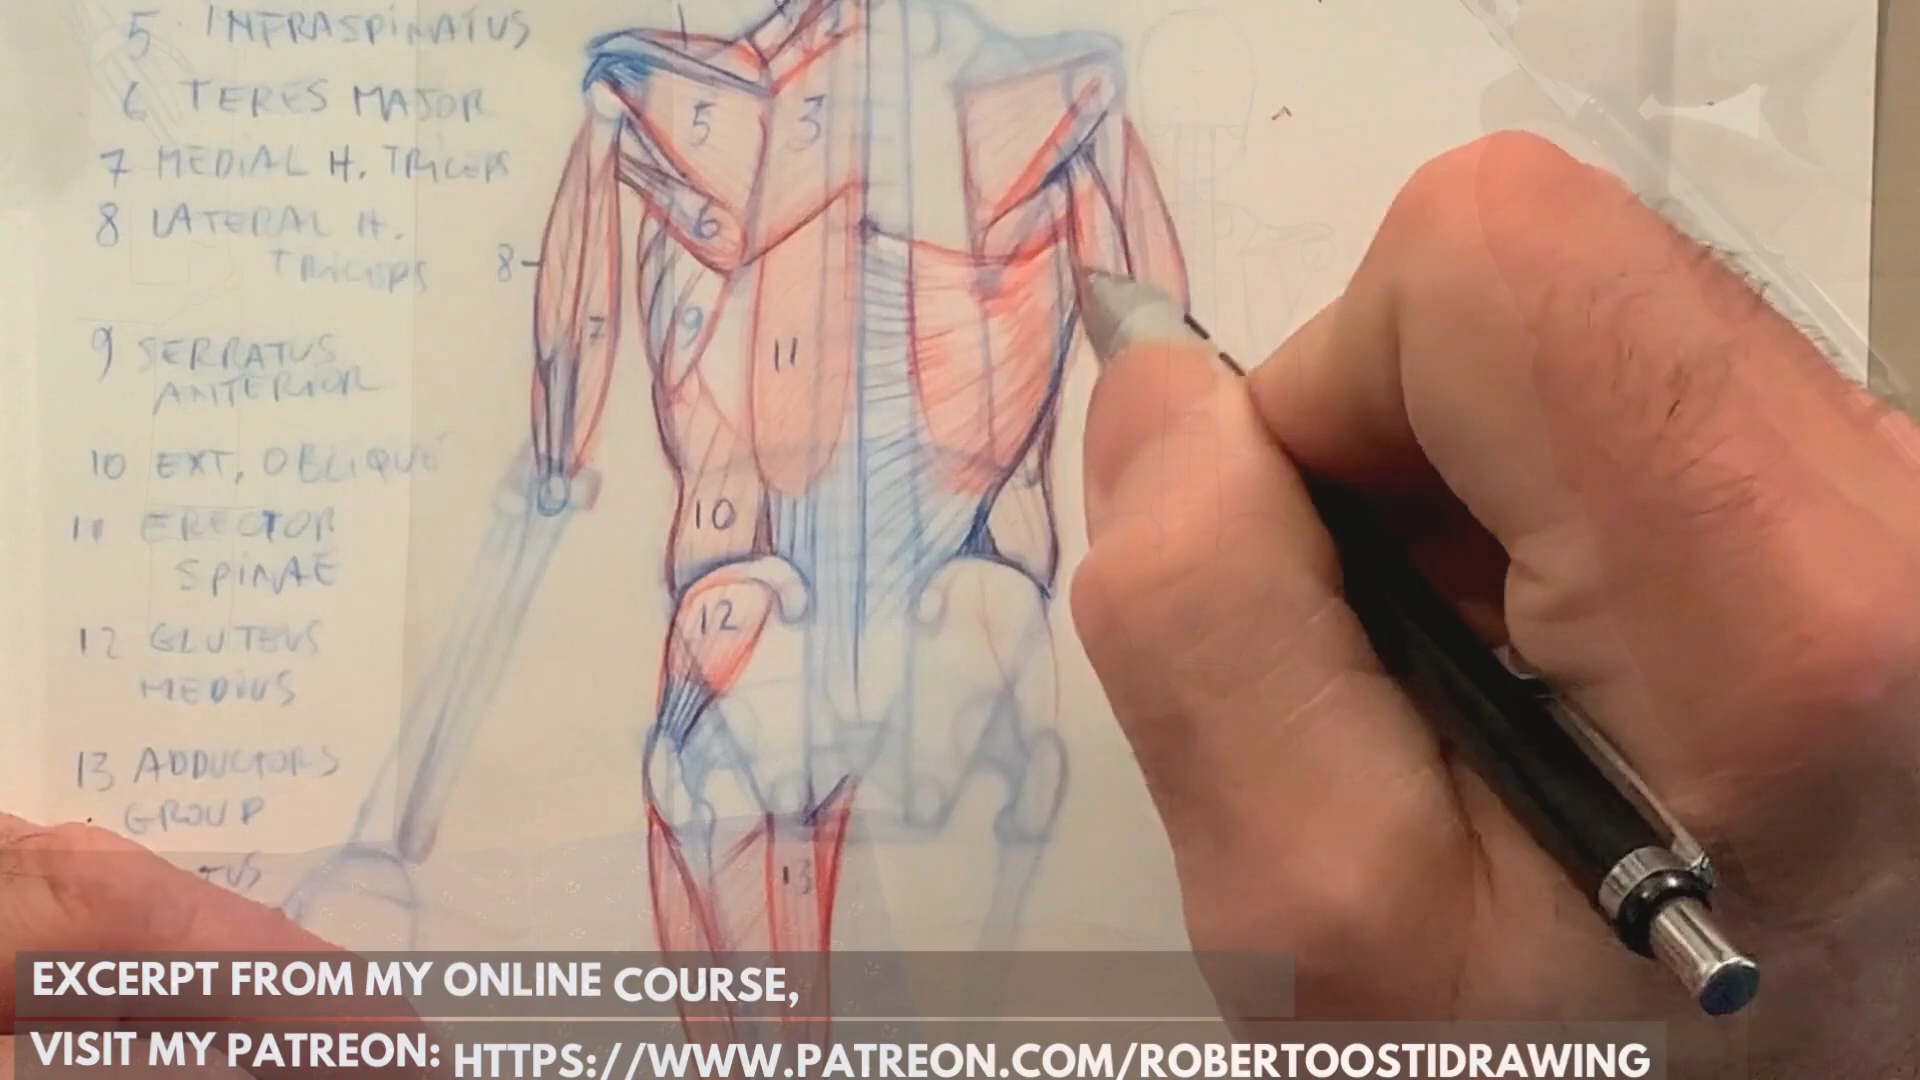 5 INFRASPINATUS
6 TERES MAJOR
7 MEDIAL H. TRICEPS
8 LATERAL H.
TRICEPS
9 SERRATUS
ANTERIOR
10 EXT. OBLIQUE
11 ERECTOR
SPINAE
12 GLUTEUS
MEDIUS
13 ADDUCTORS
GROUP
1
2
5
3
6
8
7
9
11
10
12
13
EXCERPT FROM MY ONLINE COURSE,
VISIT MY PATREON: HTTPS://WWW.PATREON.COM/ROBERTOOSTIDRAWING